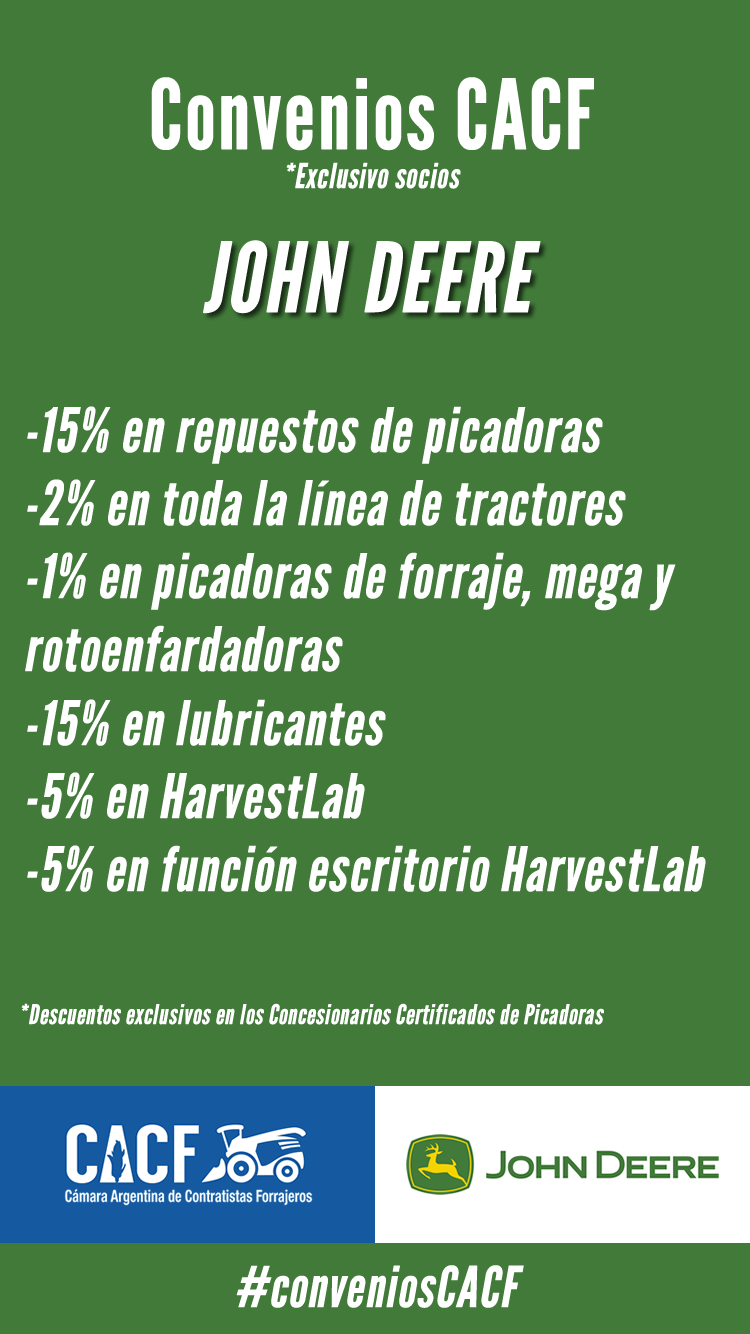 Convenios CACF
*Exclusivo socios
JOHN DEERE
-15% en repuestos de picadoras
-2% en toda la línea de tractores
-1% en picadoras de forraje, mega y
rotoenfardadoras
-15% en lubricantes
-5% en HarvestLab
-5% en función escritorio HarvestLab
*Descuentos exclusivos en los Concesionarios Certificados de Picadoras
CACF
Cámara Argentina de Contratistas Forrajeros
JOHN DEERE
#conveniosCACF